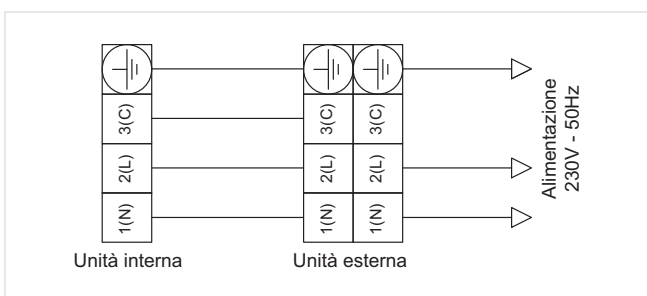 3(C)
3(C)
3(C)
2(L)
2(L)
2(L)
1(N)
1(N)
1(N)
Unità interna
Unità esterna
Alimentazione
230V - 50Hz